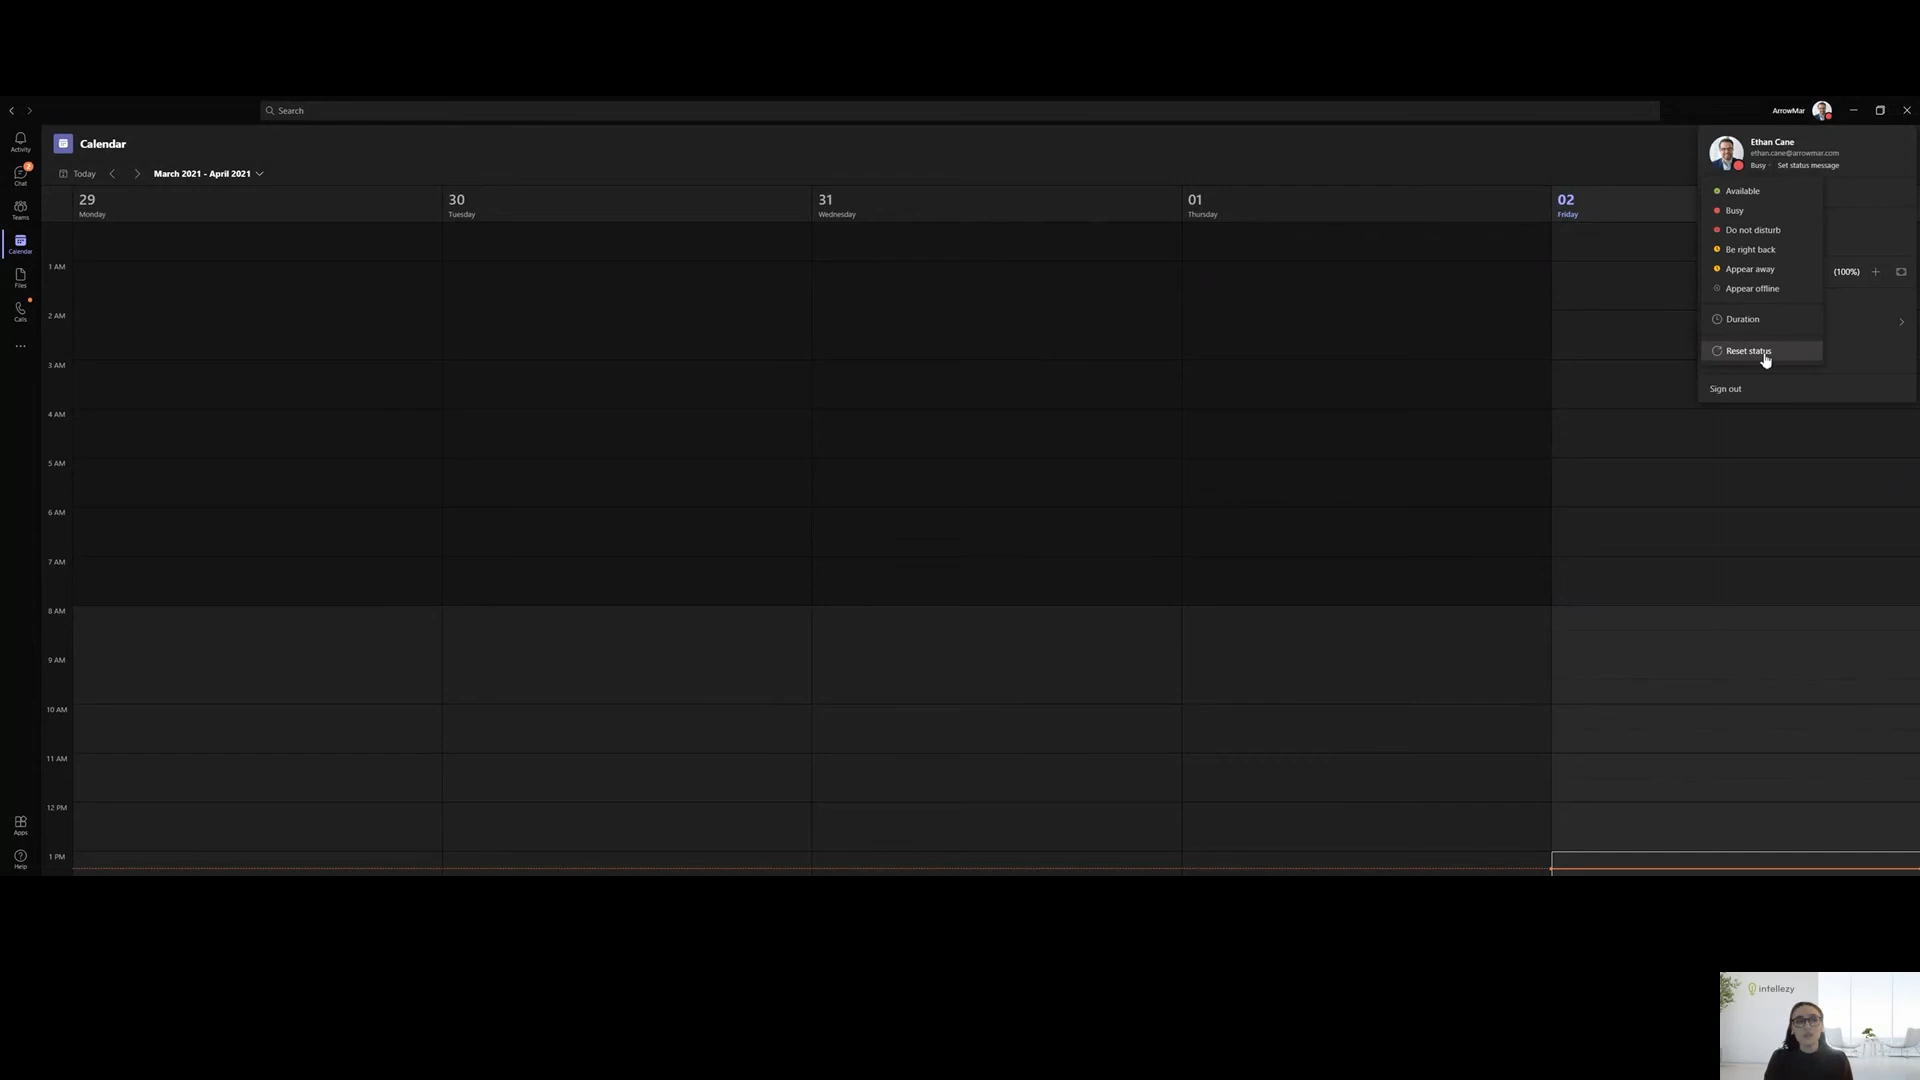 Search
ArrowMar
Activity
Chat
2
Teams
Calendar
Files
Calls
Apps
Help
Calendar
Today
March 2021 - April 2021
29
Monday
30
Tuesday
31
Wednesday
01
Thursday
02
Friday
1 AM
2 AM
3 AM
4 AM
5 AM
6 AM
7 AM
8 AM
9 AM
10 AM
11 AM
12 PM
1 PM
Ethan Cane
ethan.cane@arrowmar.com
Busy Set status message
Available
Busy
Do not disturb
Be right back
Appear away
Appear offline
Duration
Reset status
(100%)
Sign out
intellezy